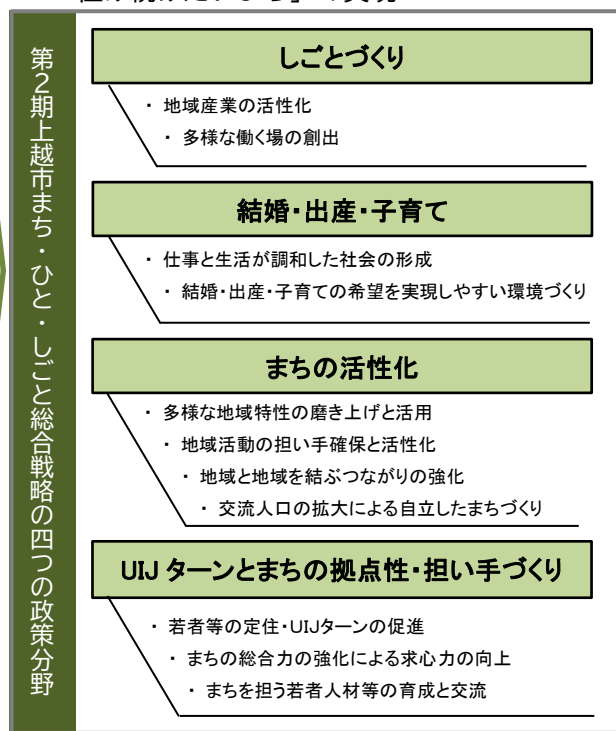 第2期上越市まち・ひと・しごと総合戦略の四つの政策分野
しごとづくり
・ 地域産業の活性化
・ 多様な働く場の創出
結婚・出産・子育て
・ 仕事と生活が調和した社会の形成
・ 結婚・出産・子育ての希望を実現しやすい環境づくり
まちの活性化
・ 多様な地域特性の磨き上げと活用
・ 地域活動の担い手確保と活性化
・ 地域と地域を結ぶつながりの強化
・ 交流人口の拡大による自立したまちづくり
UIJ ターンとまちの拠点性・担い手づくり
・ 若者等の定住・UIJターンの促進
・ まちの総合力の強化による求心力の向上
・ まちを担う若者人材等の育成と交流